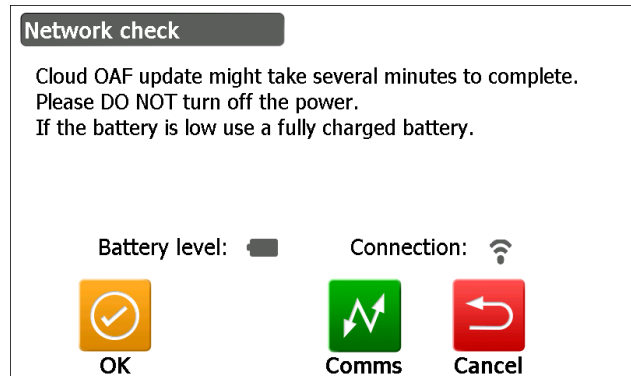 Network check
Cloud OAF update might take several minutes to complete.
Please DO NOT turn off the power.
If the battery is low use a fully charged battery.
Battery level: Connection:
OK Comms Cancel